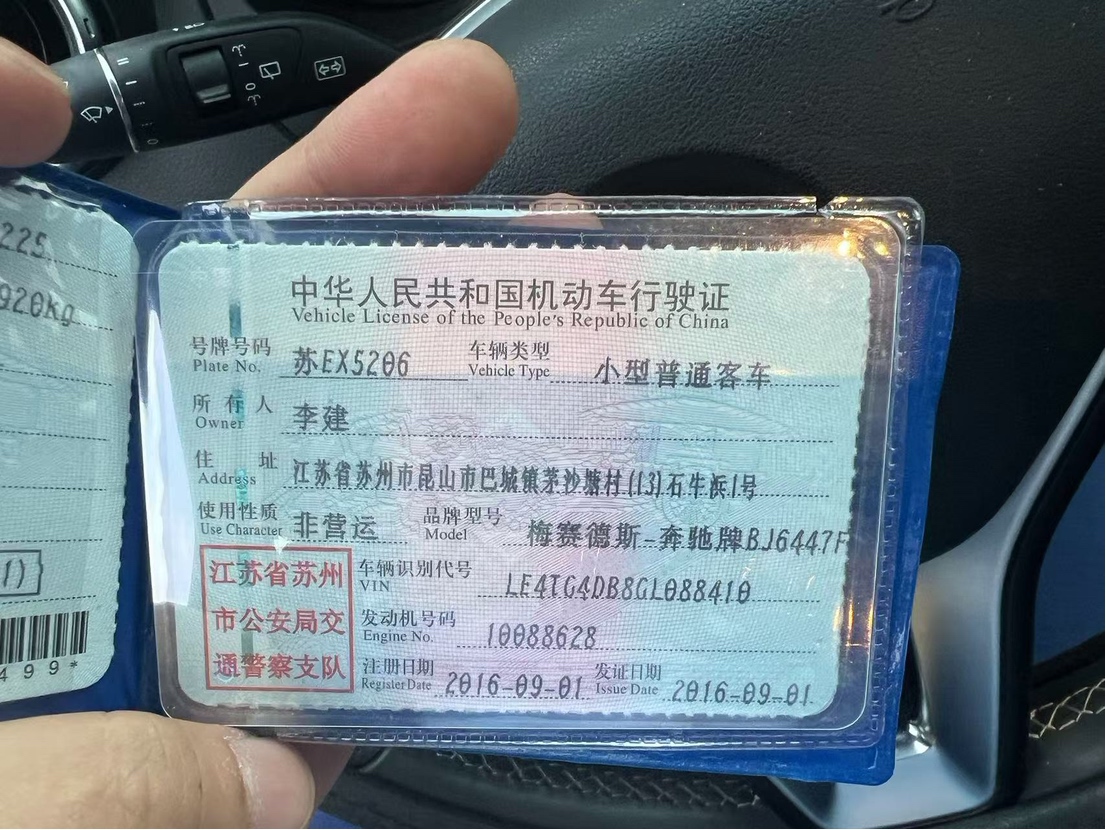 225
920Kg
499*
中华人民共和国机动车行驶证
Vehicle License of the People's Republic of China
号牌号码 苏EX5206 车辆类型 小型普通客车
Plate No. Vehicle Type
所有人 李建
Owner
住址 江苏省苏州市昆山市巴城镇茅沙塘村(13)石牛浜1号
Address
使用性质 非营运 品牌型号 梅赛德斯-奔驰牌BJ6447F
Use Character Model
江苏省苏州
市公安局交
通警察支队
车辆识别代号 LE4TG4DB8GL088410
VIN
发动机号码 10088628
Engine No.
注册日期 2016-09-01 发证日期 2016-09-01
Register Date Issue Date